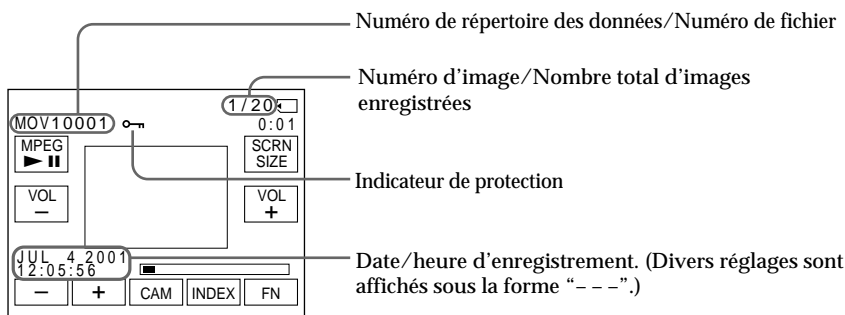 Numéro de répertoire des données/Numéro de fichier
Numéro d'image/Nombre total d'images
enregistrées
1/20
MOV10001
0:01
MPEG
SCRN
SIZE
Indicateur de protection
VOL
–
VOL
+
JUL 4 2001
12:05:56
Date/heure d'enregistrement. (Divers réglages sont
affichés sous la forme “– – –”.)
– + CAM INDEX FN